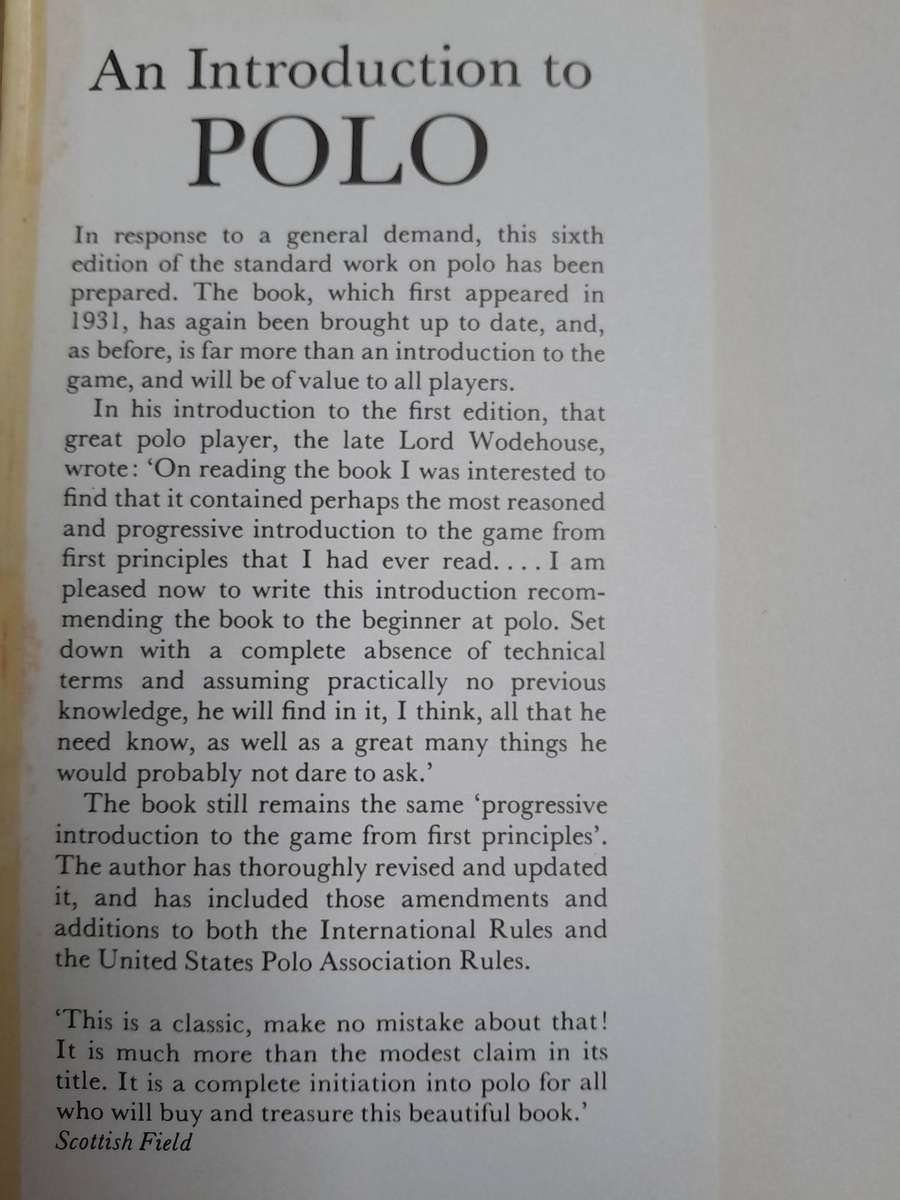 An Introduction to
POLO
In response to a general demand, this sixth
edition of the standard work on polo has been
prepared. The book, which first appeared in
1931, has again been brought up to date, and,
as before, is far more than an introduction to the
game, and will be of value to all players.
In his introduction to the first edition, that
great polo player, the late Lord Wodehouse,
wrote: ‘On reading the book I was interested to
find that it contained perhaps the most reasoned
and progressive introduction to the game from
first principles that I had ever read. . . . I am
pleased now to write this introduction recom-
mending the book to the beginner at polo. Set
down with a complete absence of technical
terms and assuming practically no previous
knowledge, he will find in it, I think, all that he
need know, as well as a great many things he
would probably not dare to ask.’
The book still remains the same ‘progressive
introduction to the game from first principles’.
The author has thoroughly revised and updated
it, and has included those amendments and
additions to both the International Rules and
the United States Polo Association Rules.
‘This is a classic, make no mistake about that!
It is much more than the modest claim in its
title. It is a complete initiation into polo for all
who will buy and treasure this beautiful book.’
Scottish Field